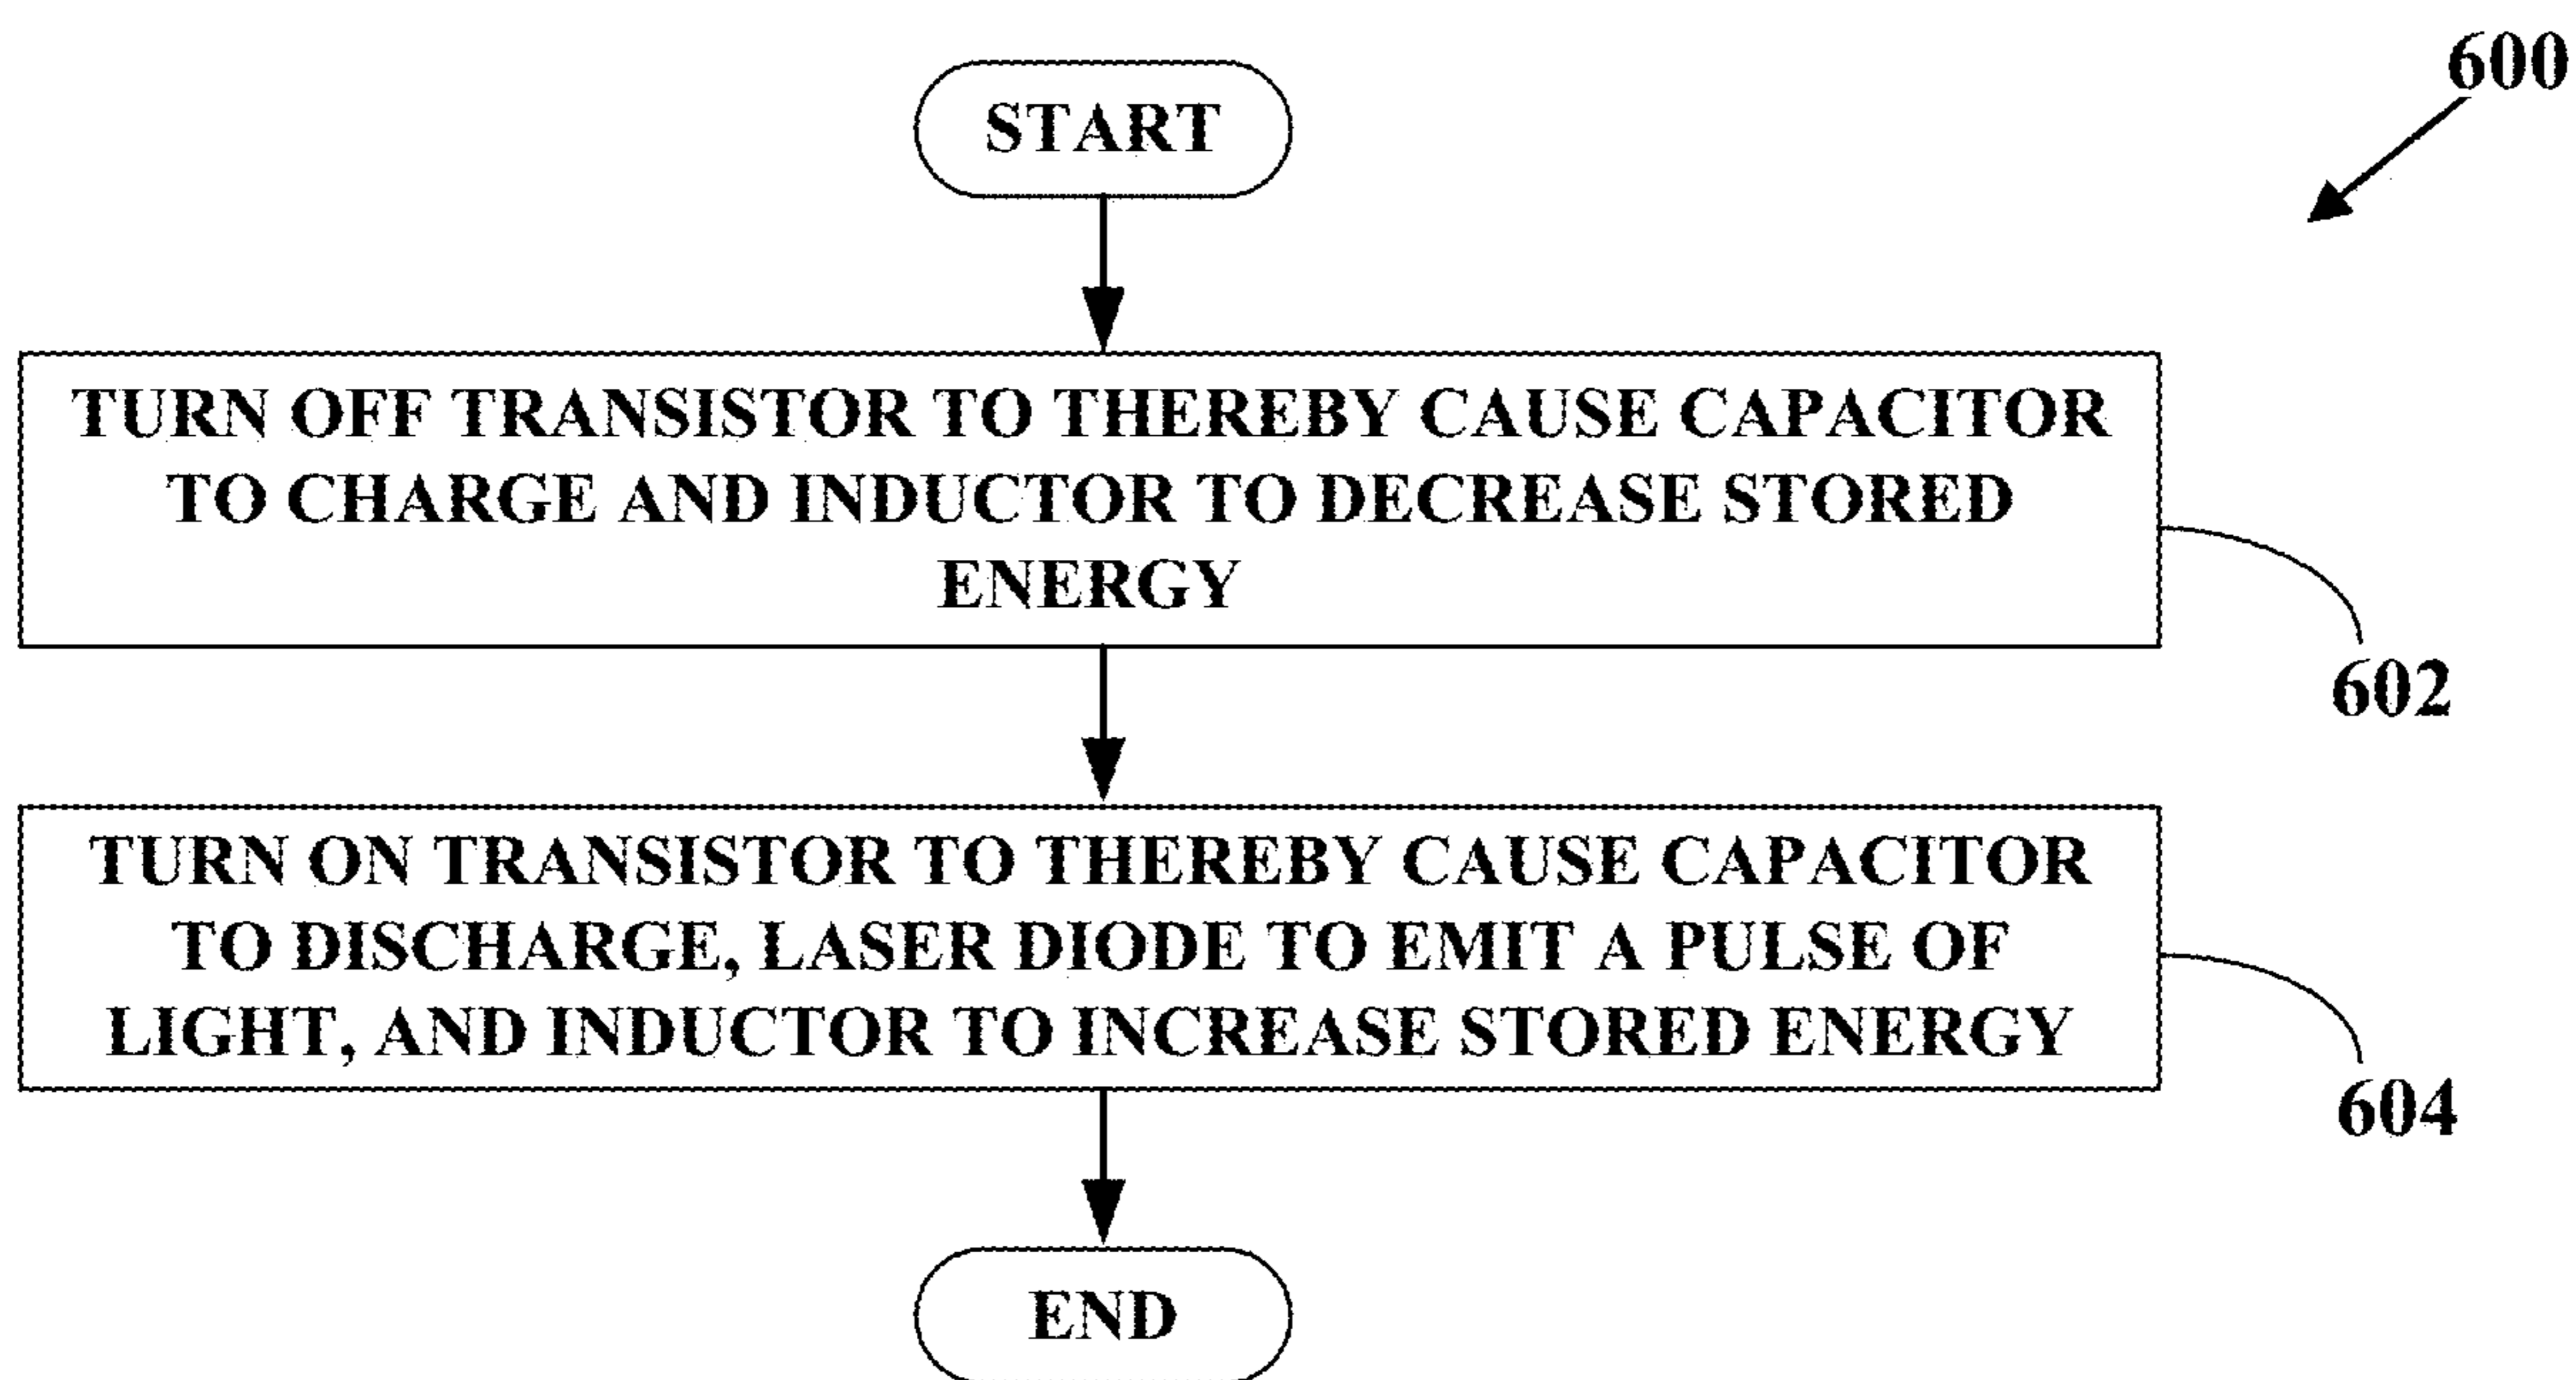 600
START
TURN OFF TRANSISTOR TO THEREBY CAUSE CAPACITOR
TO CHARGE AND INDUCTOR TO DECREASE STORED
ENERGY
602
TURN ON TRANSISTOR TO THEREBY CAUSE CAPACITOR
TO DISCHARGE, LASER DIODE TO EMIT A PULSE OF
LIGHT, AND INDUCTOR TO INCREASE STORED ENERGY
604
END